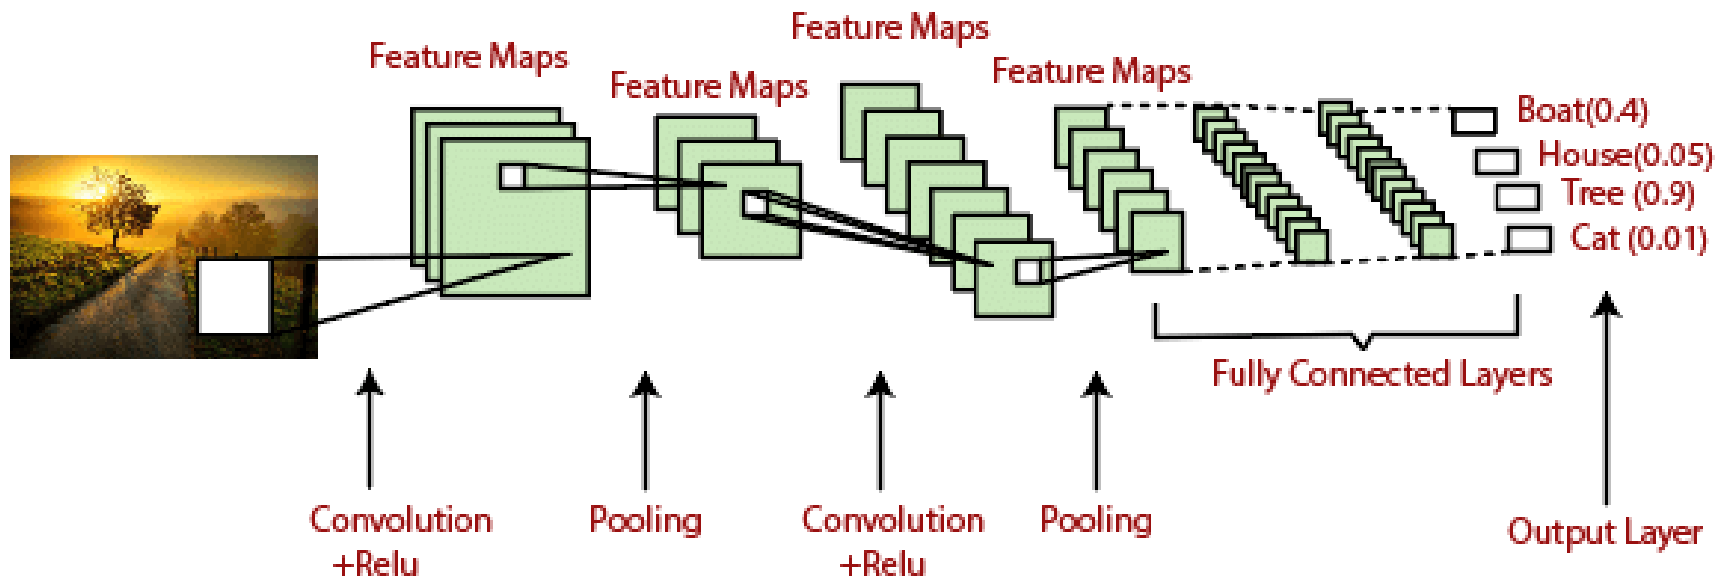 Feature Maps
Feature Maps
Feature Maps
Feature Maps
Boat(0.4)
House(0.05)
Tree (0.9)
Cat (0.01)
Fully Connected Layers
Convolution
+Relu
Pooling
Convolution
+Relu
Pooling
Output Layer